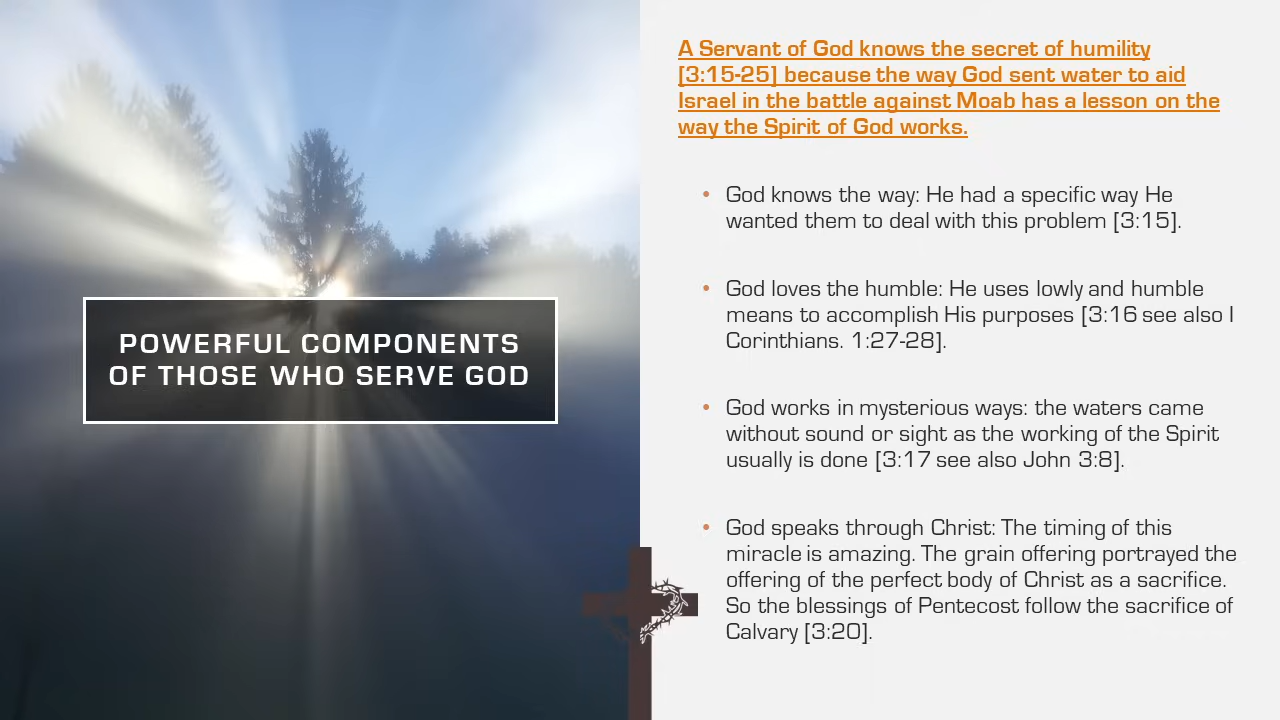 POWERFUL COMPONENTS
OF THOSE WHO SERVE GOD
A Servant of God knows the secret of humility
[3:15-25] because the way God sent water to aid
Israel in the battle against Moab has a lesson on the
way the Spirit of God works.
• God knows the way: He had a specific way He
wanted them to deal with this problem [3:15].
• God loves the humble: He uses lowly and humble
means to accomplish His purposes [3:16 see also I
Corinthians. 1:27-28].
• God works in mysterious ways: the waters came
without sound or sight as the working of the Spirit
usually is done [3:17 see also John 3:8].
• God speaks through Christ: The timing of this
miracle is amazing. The grain offering portrayed the
offering of the perfect body of Christ as a sacrifice.
So the blessings of Pentecost follow the sacrifice of
Calvary [3:20].